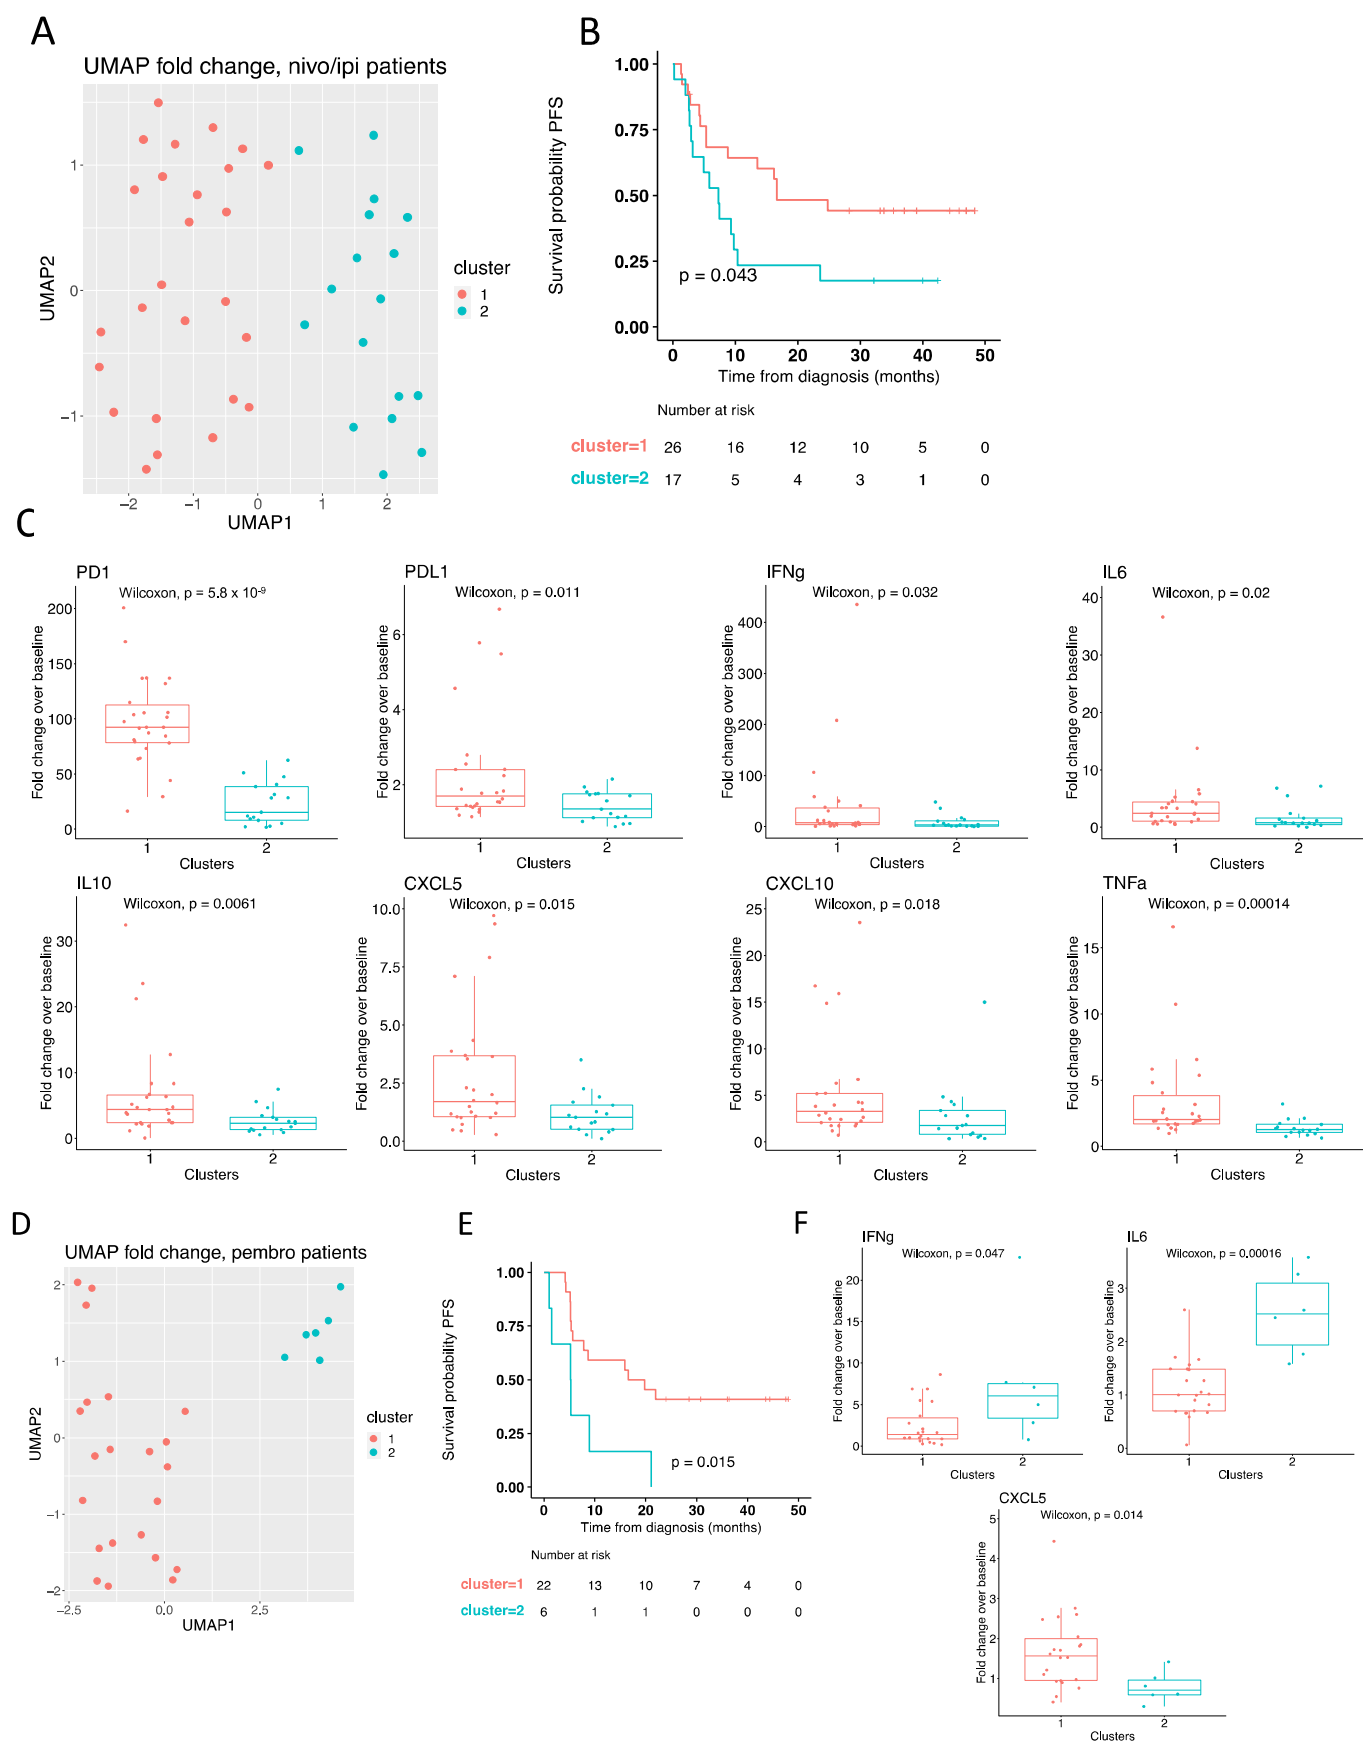 A
UMAP fold change, nivo/ipi patients
1
0
−1
UMAP2
−2
−1
0
1
2
UMAP1
cluster
1
2
B
Survival probability PFS
1.00
0.75
0.50
0.25
0.00
p = 0.043
0
10
20
30
40
50
Time from diagnosis (months)
Number at risk
cluster=1 26 16 12 10 5 0
cluster=2 17 5 4 3 1 0
C
PD1
Wilcoxon, p = 5.8 x 10-9
Fold change over baseline
200
150
100
50
0
1
2
Clusters
PDL1
Wilcoxon, p = 0.011
Fold change over baseline
6
4
2
1
2
Clusters
IFNg
Wilcoxon, p = 0.032
Fold change over baseline
400
300
200
100
0
1
2
Clusters
IL6
Wilcoxon, p = 0.02
Fold change over baseline
40
30
20
10
0
1
2
Clusters
IL10
Wilcoxon, p = 0.0061
Fold change over baseline
30
20
10
0
1
2
Clusters
CXCL5
Wilcoxon, p = 0.015
Fold change over baseline
10.0
7.5
5.0
2.5
0.0
1
2
Clusters
CXCL10
Wilcoxon, p = 0.018
Fold change over baseline
25
20
15
10
5
0
1
2
Clusters
TNFa
Wilcoxon, p = 0.00014
Fold change over baseline
15
10
5
0
1
2
Clusters
D
UMAP fold change, pembro patients
2
1
0
−1
−2
UMAP2
−2.5
0.0
2.5
UMAP1
cluster
1
2
E
Survival probability PFS
1.00
0.75
0.50
0.25
0.00
p = 0.015
0
10
20
30
40
50
Time from diagnosis (months)
Number at risk
cluster=1 22 13 10 7 4 0
cluster=2 6 1 1 0 0 0
F
IFNg
Wilcoxon, p = 0.047
Fold change over baseline
20
15
10
5
0
1
2
Clusters
IL6
Wilcoxon, p = 0.00016
Fold change over baseline
3
2
1
0
1
2
Clusters
CXCL5
Wilcoxon, p = 0.014
Fold change over baseline
5
4
3
2
1
1
2
Clusters